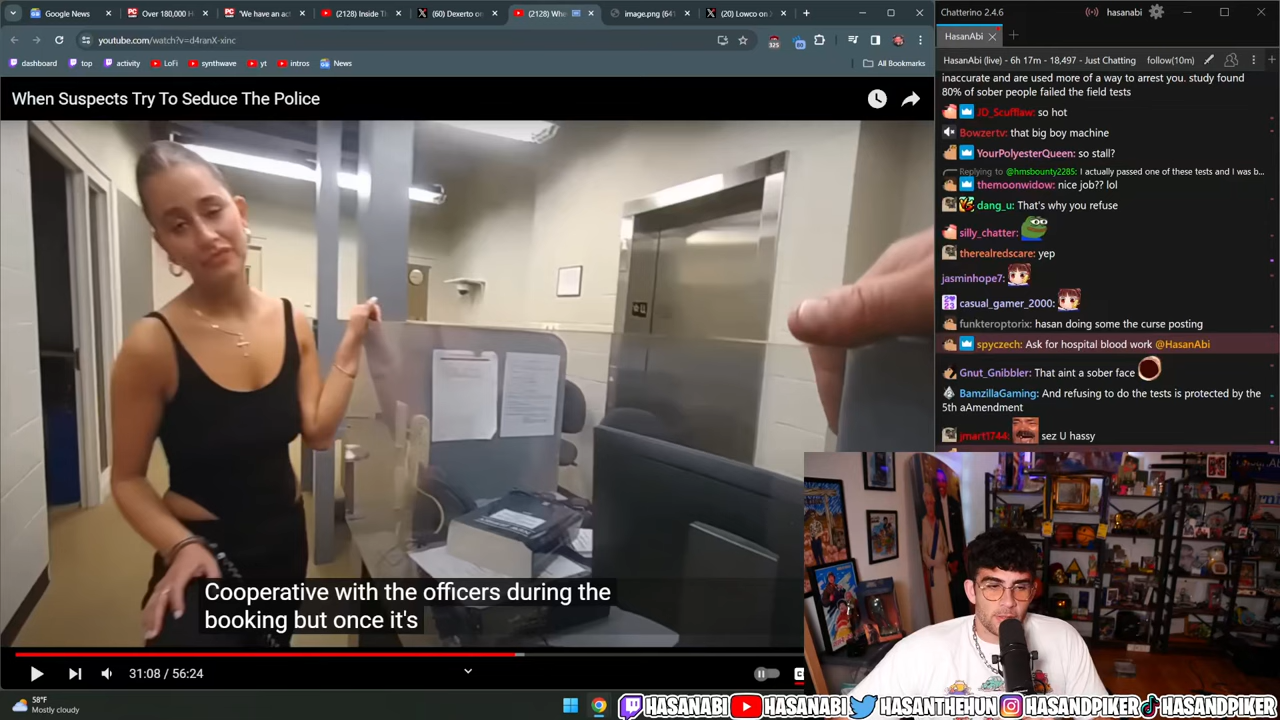 Google News
Over 180,000 H
"We have an act
(2128) Inside T
(60) Dexerto on
(2128) Whe
image.png (641
(20) Lowco on
youtube.com/watch?v=d4ranX-xinc
325
dashboard
top
activity
LoFi
synthwave
yt
intros
News
All Bookmarks
When Suspects Try To Seduce The Police
Cooperative with the officers during the
booking but once it's
31:08 / 56:24
58°F
Mostly cloudy
Chatterino 2.4.6
hasanabi
HasanAbi
HasanAbi (live) - 6h 17m - 18,497 - Just Chatting
follow(10m)
inaccurate and are used more of a way to arrest you. study found
80% of sober people failed the field tests
JD_Scufflaw: so hot
Bowzertv: that big boy machine
YourPolyesterQueen: so stall?
Replying to @hmsbounty2285: I actually passed one of these tests and I was b...
themoonwidow: nice job?? lol
dang_u: That's why you refuse
silly_chatter:
therealredscare: yep
jasminhope7:
casual_gamer_2000:
funkteroptorix: hasan doing some the curse posting
spyczech: Ask for hospital blood work @HasanAbi
Gnut_Gnibbler: That aint a sober face
BamzillaGaming: And refusing to do the tests is protected by the
5th aAmendment
jmart1744: sez U hassy
HASANABI HASANABI HASANTHEHUN HASANDPIKER HASANDPIKER